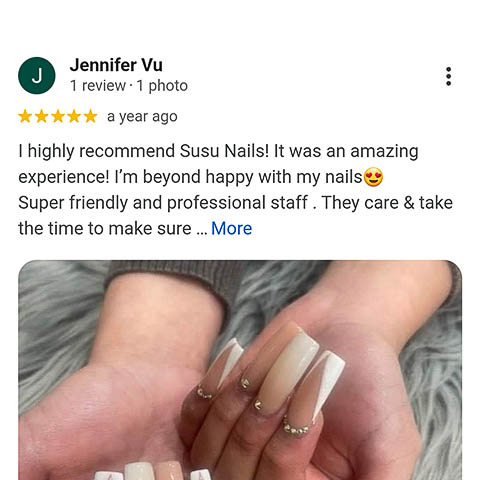 J
Jennifer Vu
1 review · 1 photo
a year ago
I highly recommend Susu Nails! It was an amazing
experience! I’m beyond happy with my nails😍
Super friendly and professional staff . They care & take
the time to make sure ... More